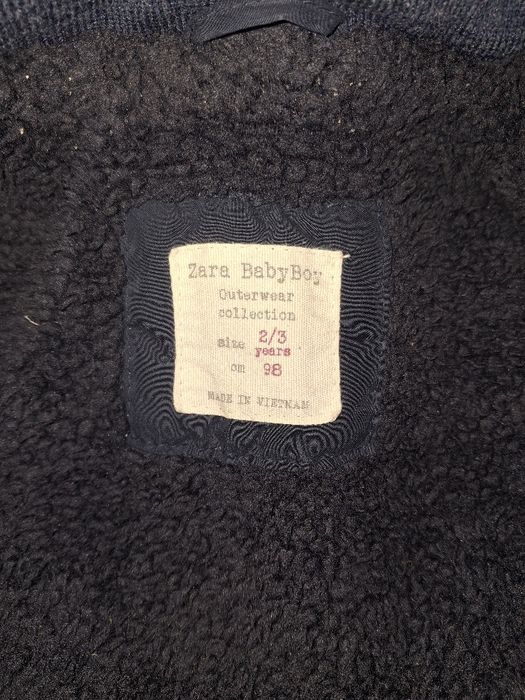 Zara BabyBoy
Outerwear
collection
size 2/3 years
cm 98
MADE IN VIETNAM